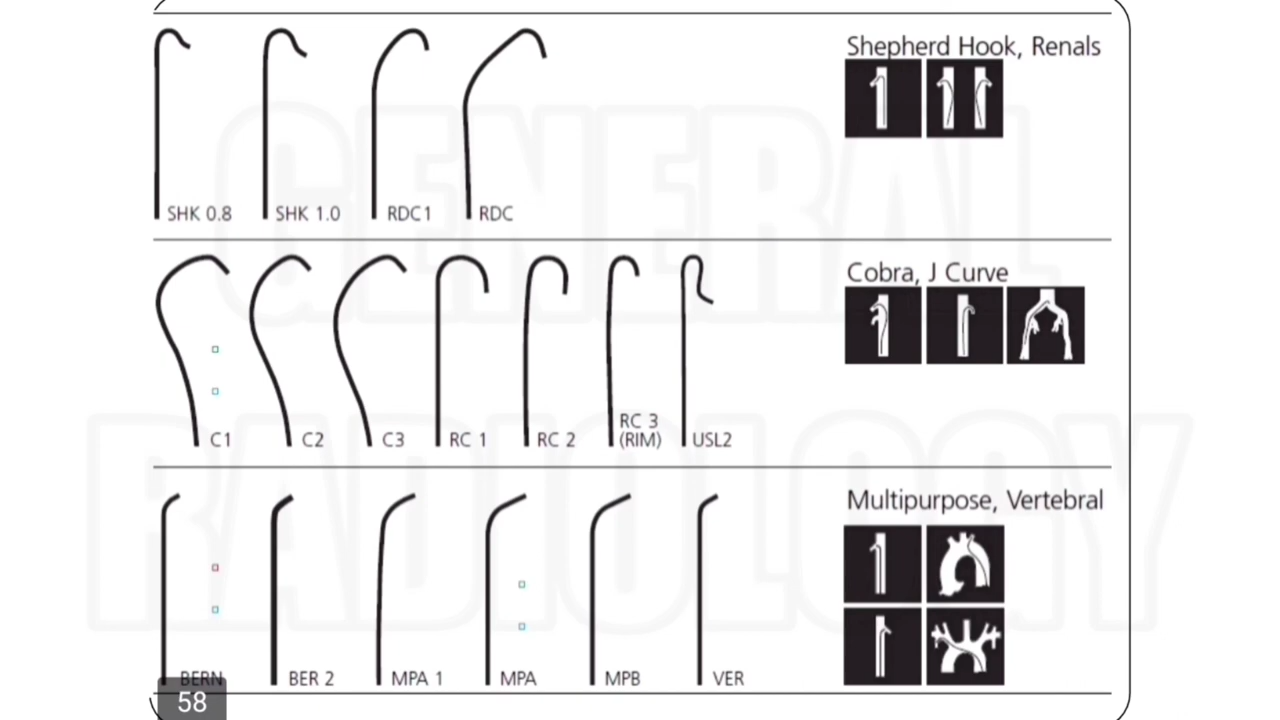 Shepherd Hook, Renals
SHK 0.8
SHK 1.0
RDC1
RDC
GENERAL
Cobra, J Curve
C1
C2
C3
RC 1
RC 2
RC 3
(RIM)
USL2
RADIOLOGY
Multipurpose, Vertebral
BERN
BER 2
MPA 1
MPA
MPB
VER
58